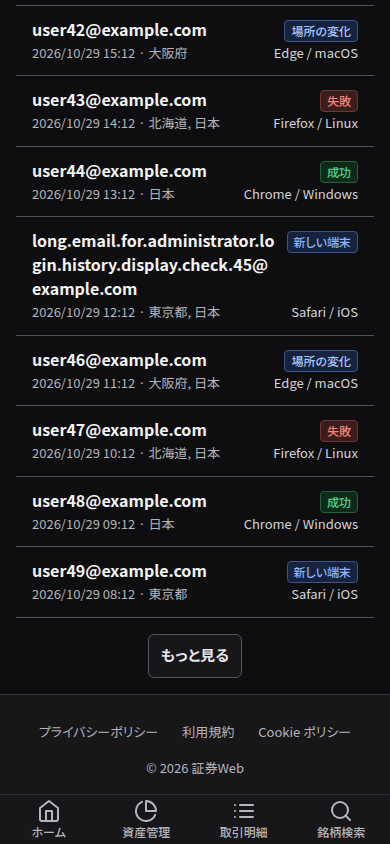 user42@example.com 場所の変化
2026/10/29 15:12 · 大阪府 Edge / macOS
user43@example.com 失敗
2026/10/29 14:12 · 北海道, 日本 Firefox / Linux
user44@example.com 成功
2026/10/29 13:12 · 日本 Chrome / Windows
long.email.for.administrator.lo 新しい端末
gin.history.display.check.45@
example.com
2026/10/29 12:12 · 東京都, 日本 Safari / iOS
user46@example.com 場所の変化
2026/10/29 11:12 · 大阪府, 日本 Edge / macOS
user47@example.com 失敗
2026/10/29 10:12 · 北海道, 日本 Firefox / Linux
user48@example.com 成功
2026/10/29 09:12 · 日本 Chrome / Windows
user49@example.com 新しい端末
2026/10/29 08:12 · 東京都 Safari / iOS
もっと見る
プライバシーポリシー 利用規約 Cookie ポリシー
© 2026 証券Web
ホーム 資産管理 取引明細 銘柄検索